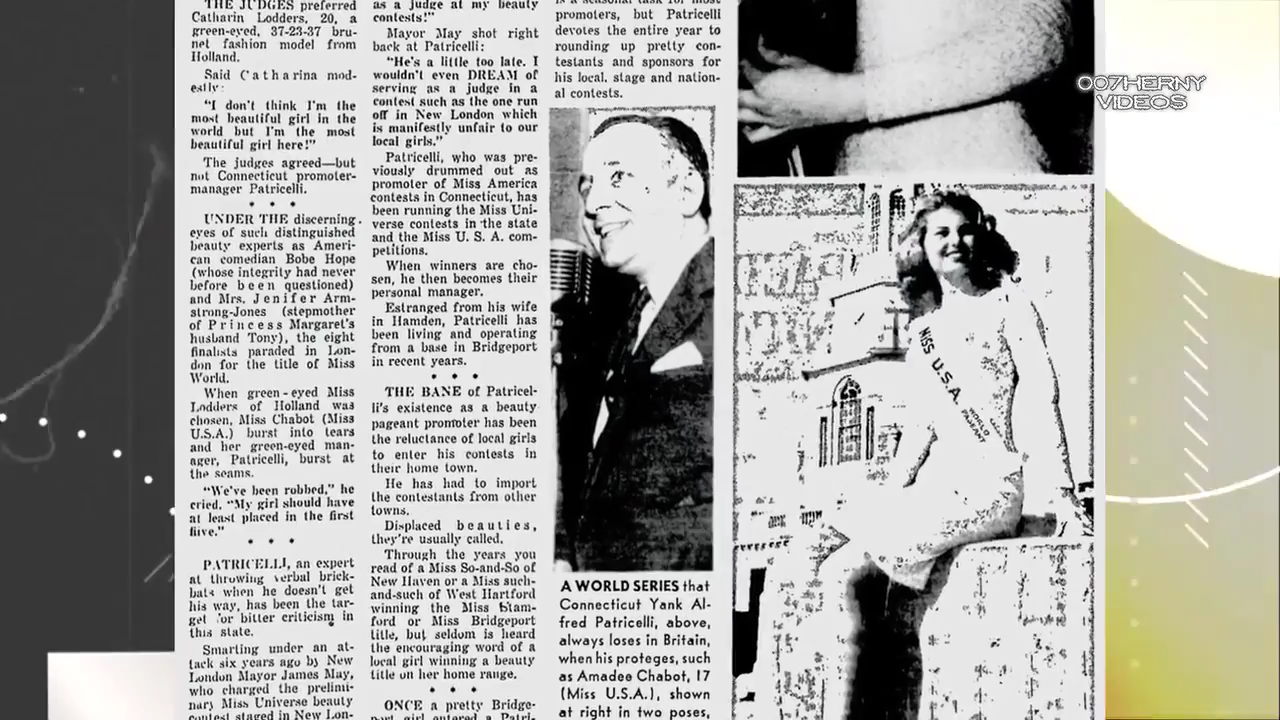 THE JUDGES preferred
Catharin Lodders, 20, a
green-eyed, 37-23-37 bru-
net fashion model from
Holland.
Said Catharina mod-
estly:
"I don't think I'm the
most beautiful girl in the
world but I'm the most
beautiful girl here!"
The judges agreed—but
not Connecticut promoter-
manager Patricelli.
* * *
UNDER THE discerning
eyes of such distinguished
beauty experts as Ameri-
can comedian Bobe Hope
(whose integrity had never
before been questioned)
and Mrs. Jenifer Arm-
strong-Jones (stepmother
of Princess Margaret's
husband Tony), the eight
finalists paraded in Lon-
don for the title of Miss
World.
When green-eyed Miss
Lodders of Holland was
chosen, Miss Chabot (Miss
U.S.A.) burst into tears
and her green-eyed man-
ager, Patricelli, burst at
the seams.
"We've been robbed," he
cried. "My girl should have
at least placed in the first
five."
* * *
PATRICELLI, an expert
at throwing verbal brick-
bats when he doesn't get
his way, has been the tar-
get for bitter criticism in
this state.
Smarting under an at-
tack six years ago by New
London Mayor James May,
who charged the prelimi-
nary Miss Universe beauty
contest staged in New Lon-
as a judge at my beauty
contests!"
Mayor May shot right
back at Patricelli:
"He's a little too late. I
wouldn't even DREAM of
serving as a judge in a
contest such as the one run
off in New London which
is manifestly unfair to our
local girls."
Patricelli, who was pre-
viously drummed out as
promoter of Miss America
contests in Connecticut, has
been running the Miss Uni-
verse contests in the state
and the Miss U. S. A. com-
petitions.
When winners are cho-
sen, he then becomes their
personal manager.
Estranged from his wife
in Hamden, Patricelli has
been living and operating
from a base in Bridgeport
in recent years.
* * *
THE BANE of Patricel-
li's existence as a beauty
pageant promoter has been
the reluctance of local girls
to enter his contests in
their home town.
He has had to import
the contestants from other
towns.
Displaced beauties,
they're usually called.
Through the years you
read of a Miss So-and-So of
New Haven or a Miss such-
and-such of West Hartford
winning the Miss Stam-
ford or Miss Bridgeport
title, but seldom is heard
the encouraging word of a
local girl winning a beauty
title on her home range.
* * *
ONCE a pretty Bridge-
port girl entered a Patri-
is a seasonal task for most
promoters, but Patricelli
devotes the entire year to
rounding up pretty con-
testants and sponsors for
his local, stage and nation-
al contests.
A WORLD SERIES that
Connecticut Yank Al-
fred Patricelli, above,
always loses in Britain,
when his proteges, such
as Amadee Chabot, 17
(Miss U.S.A.), shown
at right in two poses,
MISS U.S.A.
007HERNY
VIDEOS